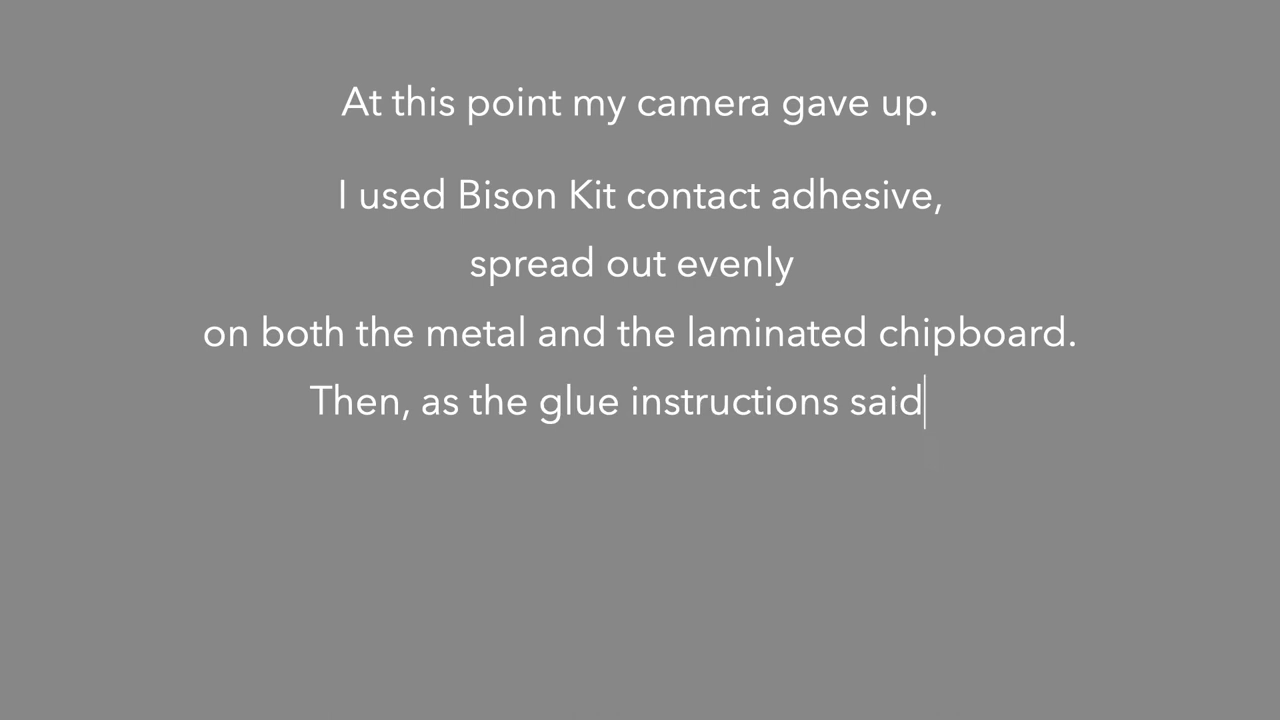 At this point my camera gave up.
I used Bison Kit contact adhesive,
spread out evenly
on both the metal and the laminated chipboard.
Then, as the glue instructions said